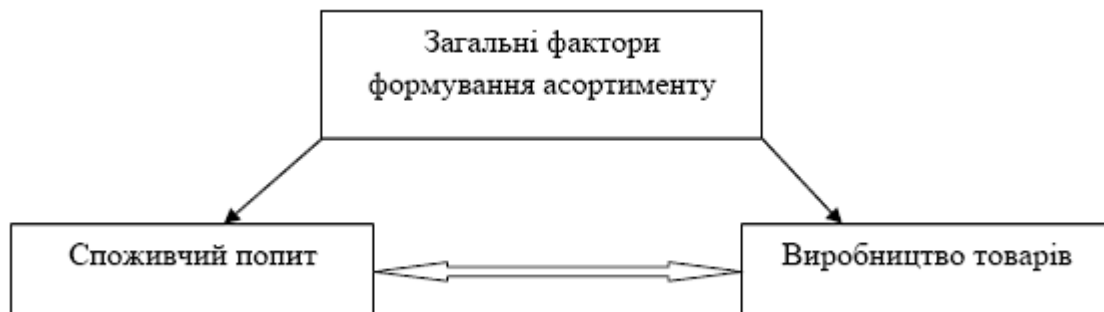 Загальні фактори
формування асортименту
Споживчий попит
Виробництво товарів